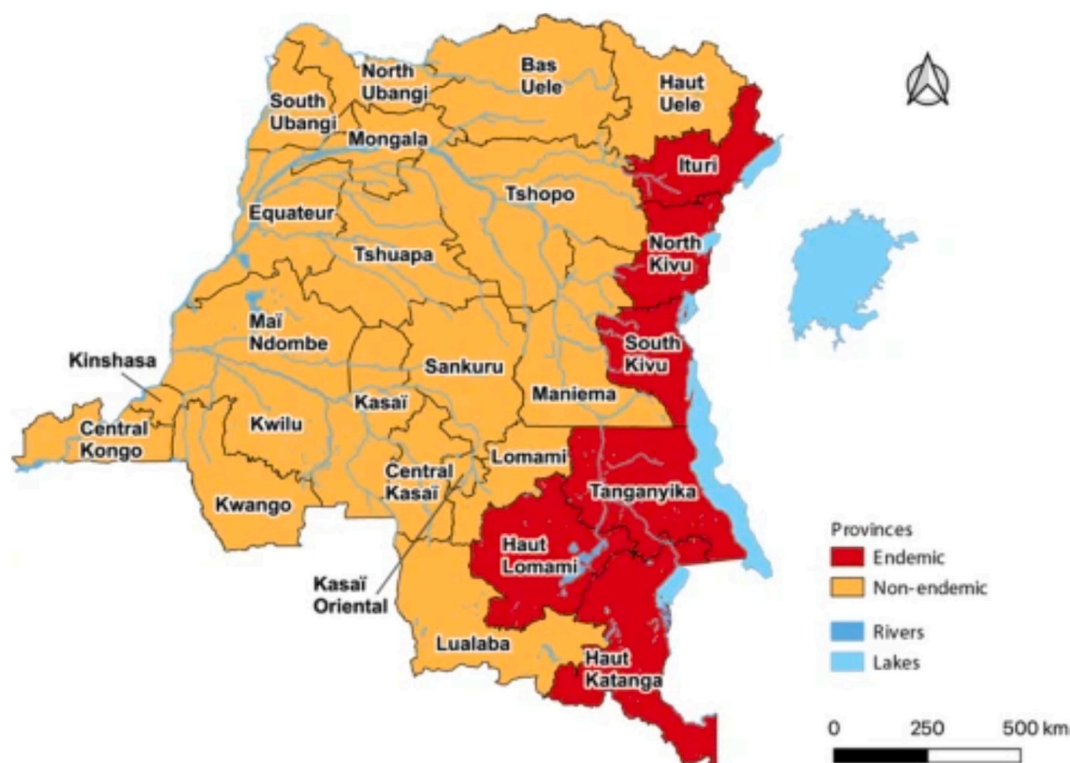 North
Ubangi
Bas
Uele
Haut
Uele
South
Ubangi
Mongala
Ituri
Tshopo
Equateur
North
Kivu
Tshuapa
Maï
Ndombe
South
Kivu
Kinshasa
Sankuru
Maniema
Kasaï
Kwilu
Central
Kongo
Lomami
Central
Kasaï
Tanganyika
Kwango
Haut
Lomami
Kasaï
Oriental
Lualaba
Haut
Katanga
Provinces
Endemic
Non-endemic
Rivers
Lakes
0 250 500 km